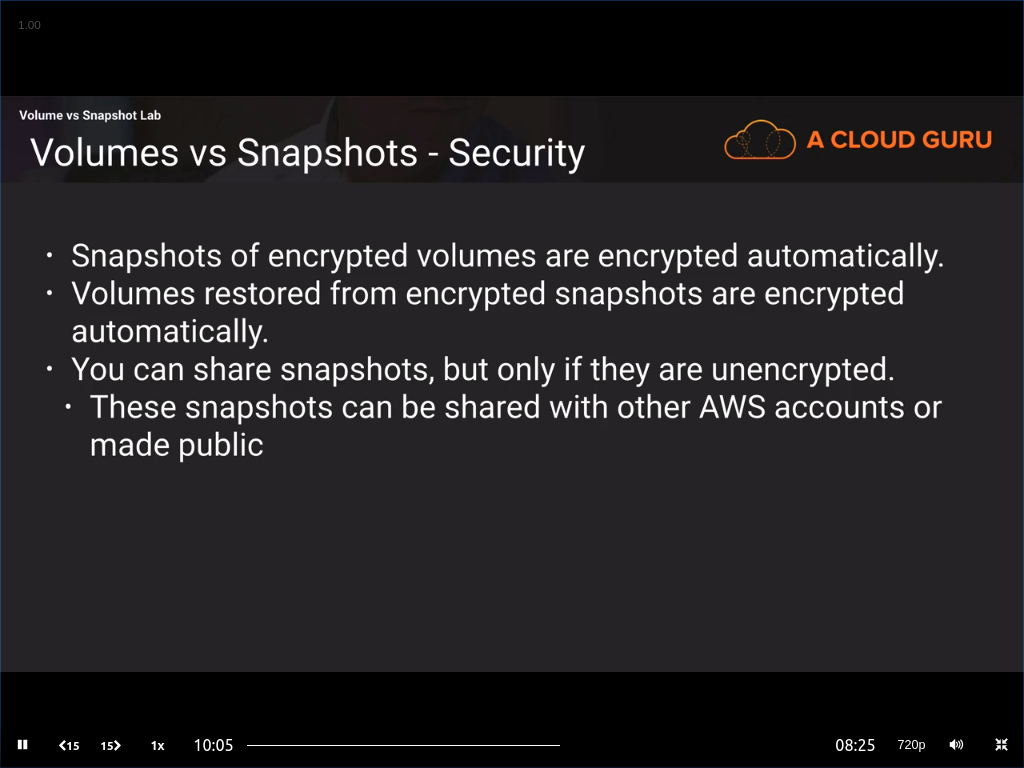 1.00
Volume vs Snapshot Lab
Volumes vs Snapshots - Security
A CLOUD GURU
• Snapshots of encrypted volumes are encrypted automatically.
• Volumes restored from encrypted snapshots are encrypted
automatically.
• You can share snapshots, but only if they are unencrypted.
• These snapshots can be shared with other AWS accounts or
made public
15 15 1x 10:05 08:25 720p